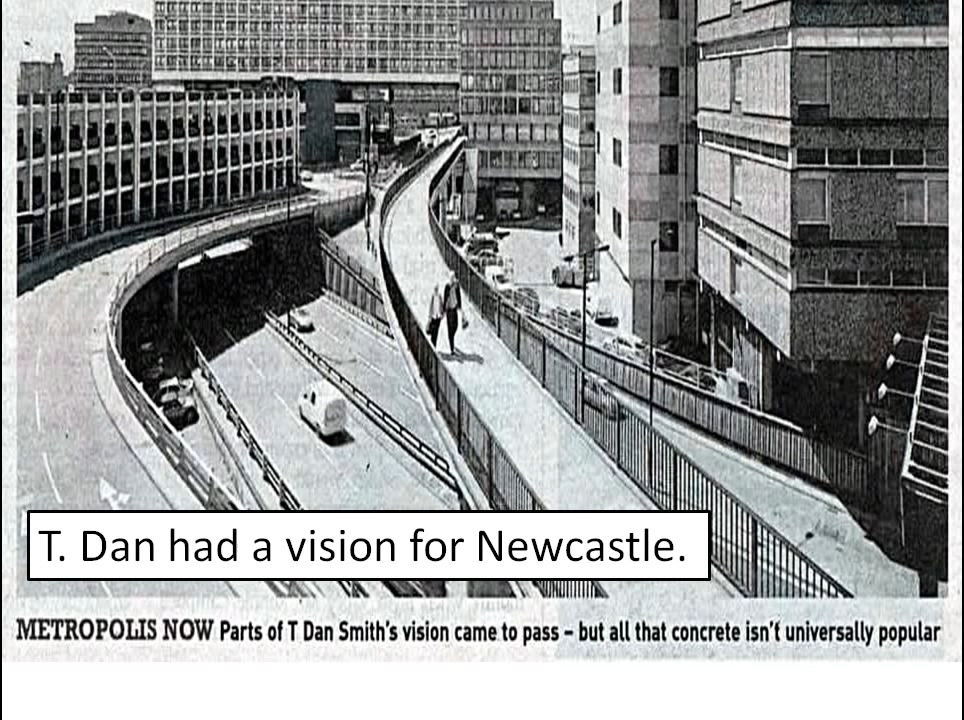 T. Dan had a vision for Newcastle.
METROPOLIS NOW Parts of T Dan Smith's vision came to pass – but all that concrete isn't universally popular